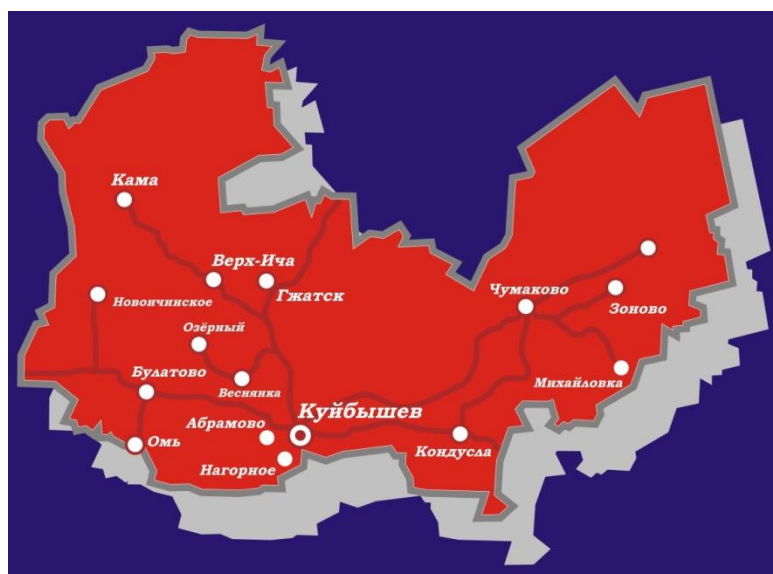 Кама
Верх-Ича
Гжатск
Новоичинское
Чумаково
Зоново
Озёрный
Булатово
Веснянка
Михайловка
Куйбышев
Абрамово
Омь
Кондусла
Нагорное